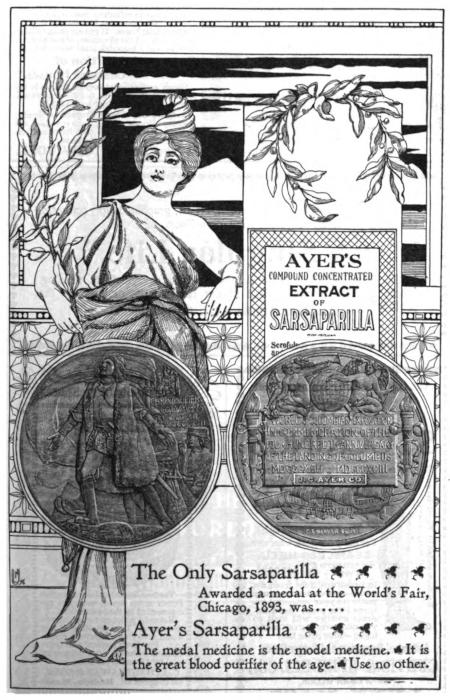 AYER'S
COMPOUND CONCENTRATED
EXTRACT
OF
SARSAPARILLA
WORLD'S COLUMBIAN EXPOSITION
IN COMMEMORATION OF THE
FOUR HUNDREDTH ANNIVERSARY
OF THE LANDING OF COLUMBUS
MDCCCXCII MDCCCXCIII
J. C. AYER CO.
The Only Sarsaparilla
Awarded a medal at the World's Fair,
Chicago, 1893, was.....
Ayer's Sarsaparilla
The medal medicine is the model medicine. It is
the great blood purifier of the age. Use no other.